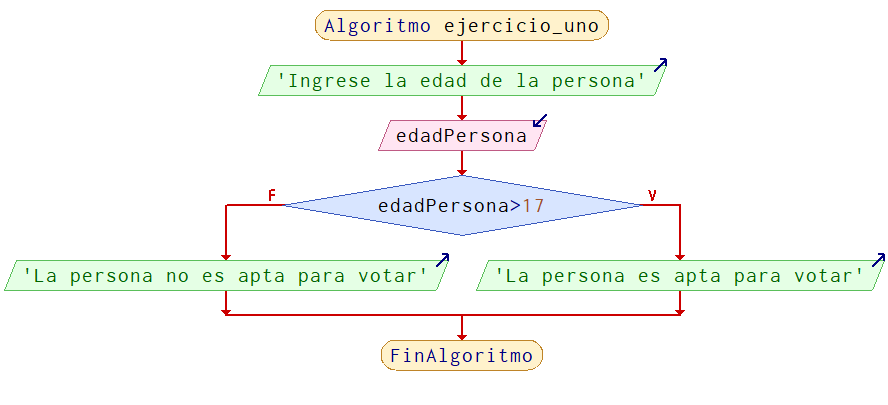 Algoritmo ejercicio_uno
'Ingrese la edad de la persona'
edadPersona
F
V
edadPersona>17
'La persona no es apta para votar'
'La persona es apta para votar'
FinAlgoritmo